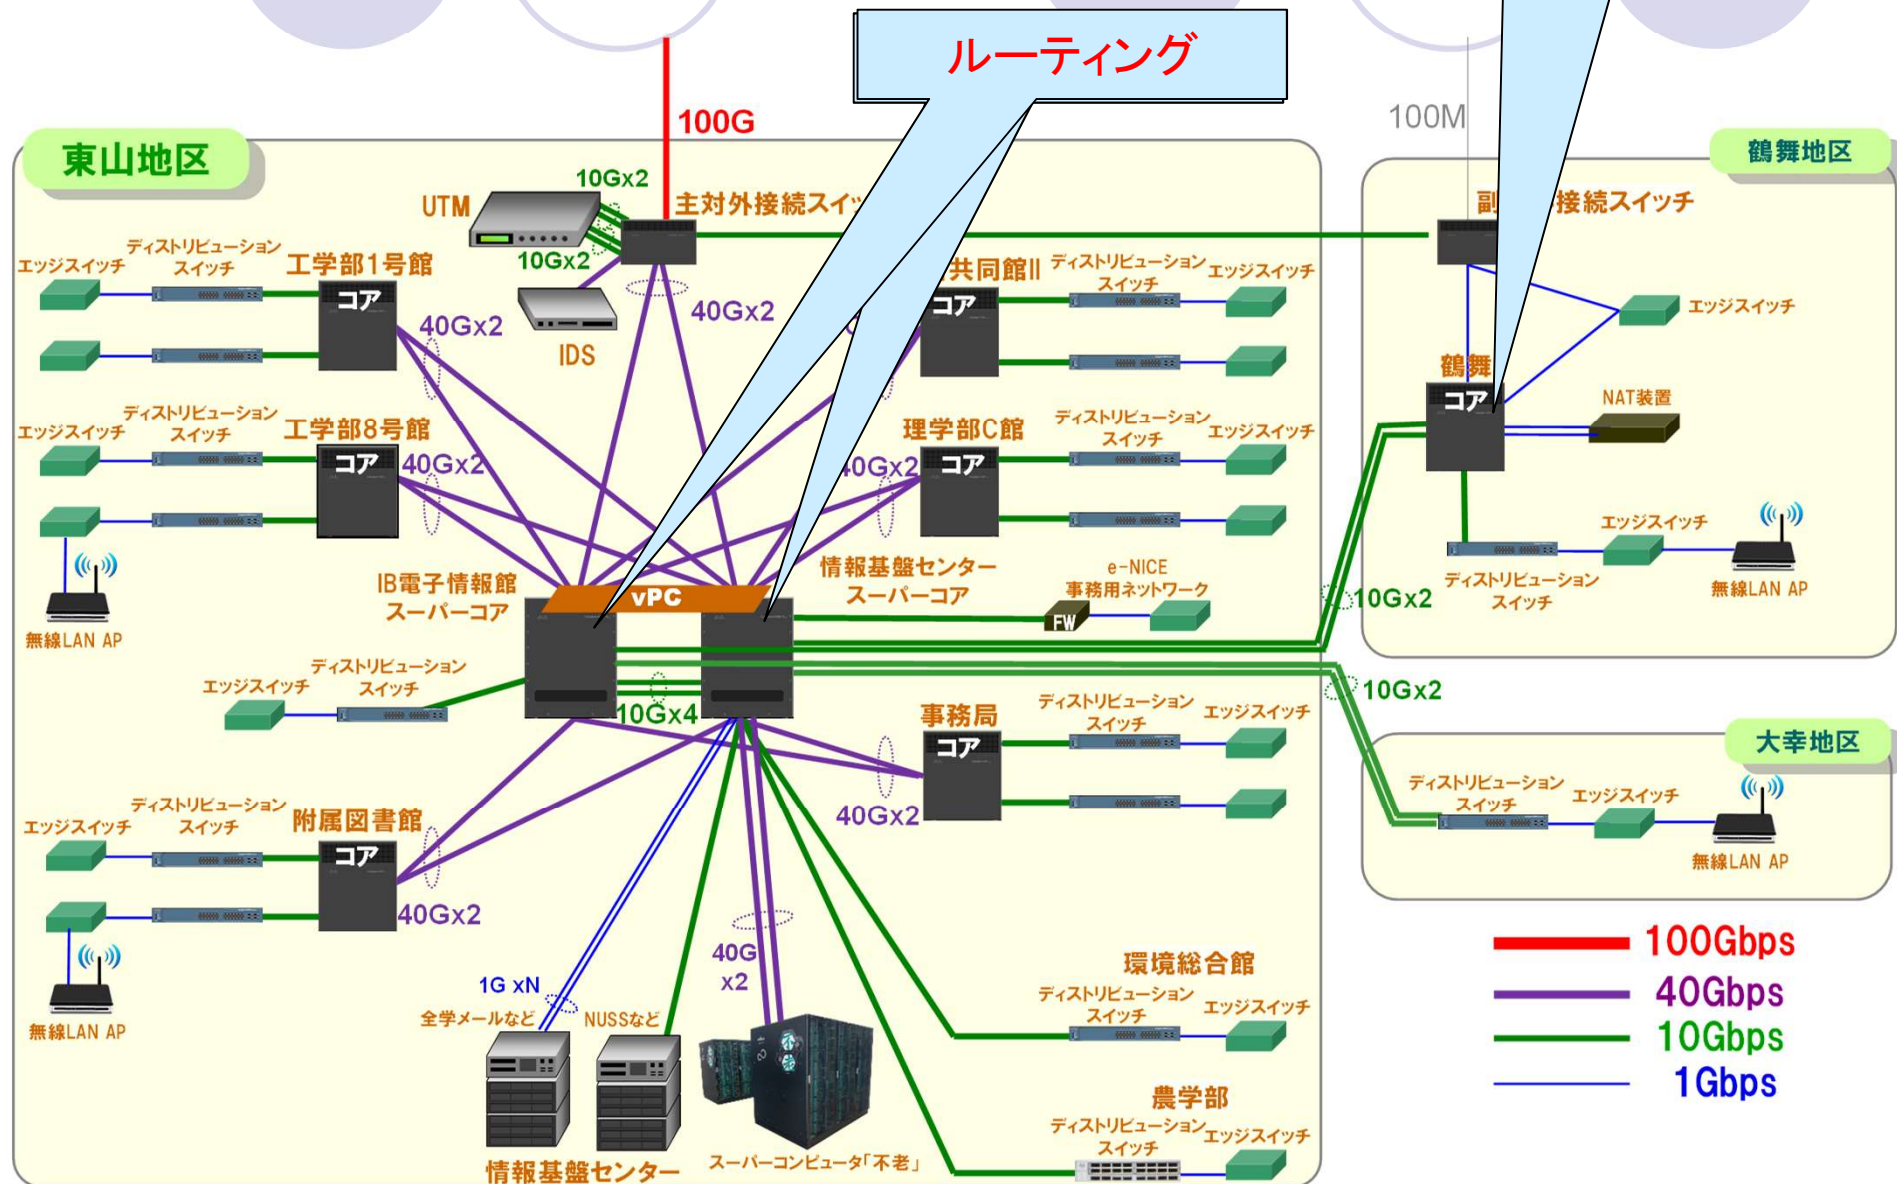 ルーティング
100G
100M
東山地区
鶴舞地区
10Gx2
UTM
主対外接続スイッ
副
接続スイッチ
10Gx2
ディストリビューション
スイッチ
エッジスイッチ
工学部1号館
コア
40Gx2
IDS
40Gx2
共同館II
コア
ディストリビューション
スイッチ
エッジスイッチ
エッジスイッチ
鶴舞
コア
NAT装置
ディストリビューション
スイッチ
エッジスイッチ
工学部8号館
コア
40Gx2
理学部C館
40Gx2
コア
ディストリビューション
スイッチ
エッジスイッチ
エッジスイッチ
ディストリビューション
スイッチ
無線LAN AP
無線LAN AP
IB電子情報館
スーパーコア
vPC
情報基盤センター
スーパーコア
e-NICE
事務用ネットワーク
FW
10Gx2
ディストリビューション
スイッチ
エッジスイッチ
10Gx4
10Gx2
事務局
コア
40Gx2
ディストリビューション
スイッチ
エッジスイッチ
大幸地区
ディストリビューション
スイッチ
エッジスイッチ
無線LAN AP
ディストリビューション
スイッチ
エッジスイッチ
附属図書館
コア
40Gx2
無線LAN AP
1G xN
40G
x2
全学メールなど
NUSSなど
情報基盤センター
スーパーコンピュータ「不老」
環境総合館
ディストリビューション
スイッチ
エッジスイッチ
農学部
ディストリビューション
スイッチ
エッジスイッチ
100Gbps
40Gbps
10Gbps
1Gbps